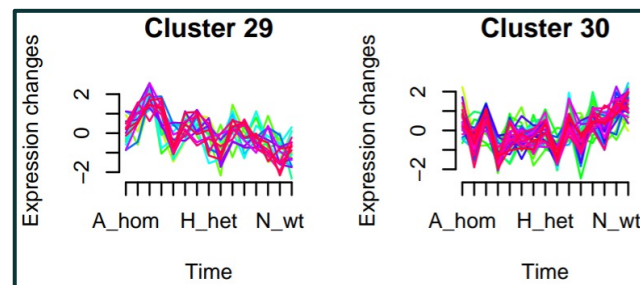 Cluster 29
Expression changes
2
0
−2
A_hom H_het N_wt
Time
Cluster 30
Expression changes
2
0
−2
A_hom H_het N_wt
Time